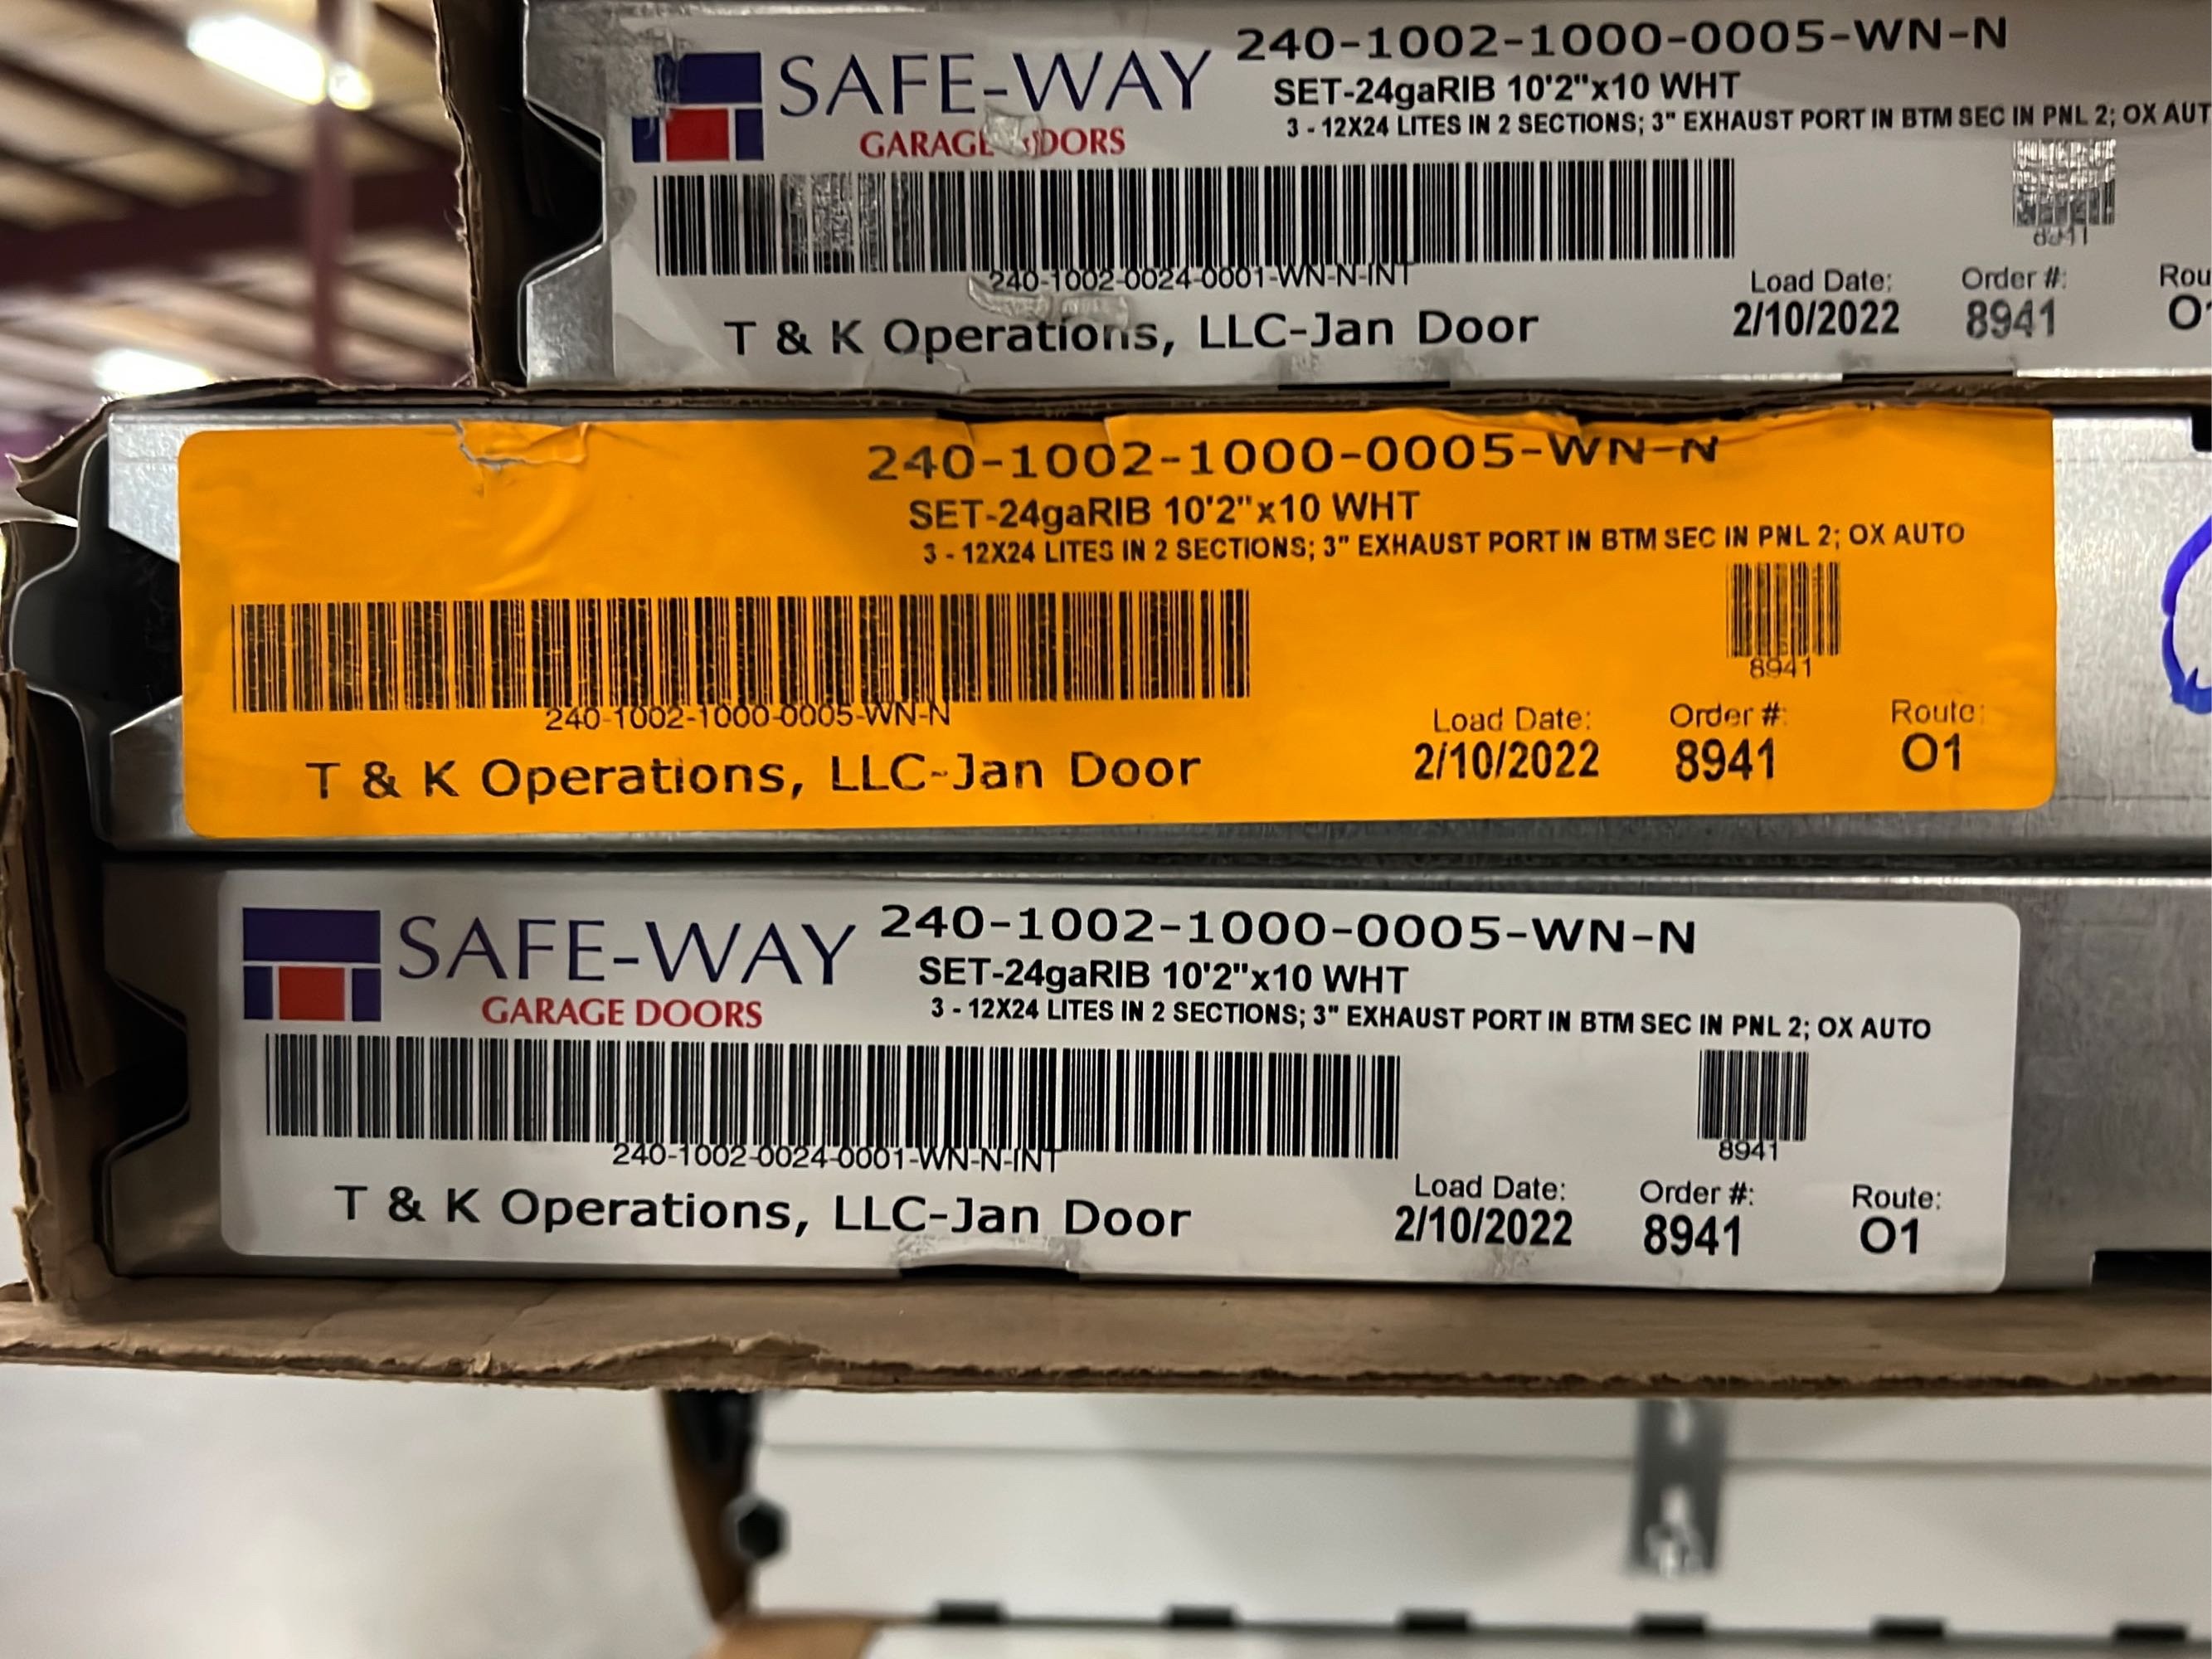 SAFE-WAY
240-1002-1000-0005-WN-N
SET-24gaRIB 10'2"x10 WHT
GARAGE DOORS
3 - 12X24 LITES IN 2 SECTIONS; 3" EXHAUST PORT IN BTM SEC IN PNL 2; OX AUT
240-1002-0024-0001-WN-N-INT
Load Date: Order #: Rou
T & K Operations, LLC-Jan Door 2/10/2022 8941
240-1002-1000-0005-WN-N
SET-24gaRIB 10'2"x10 WHT
3 - 12X24 LITES IN 2 SECTIONS; 3" EXHAUST PORT IN BTM SEC IN PNL 2; OX AUTO
8941
240-1002-1000-0005-WN-N
Load Date: Order #: Route:
T & K Operations, LLC-Jan Door 2/10/2022 8941 O1
SAFE-WAY
240-1002-1000-0005-WN-N
SET-24gaRIB 10'2"x10 WHT
GARAGE DOORS
3 - 12X24 LITES IN 2 SECTIONS; 3" EXHAUST PORT IN BTM SEC IN PNL 2; OX AUTO
8941
240-1002-0024-0001-WN-N-INT
Load Date: Order #: Route:
T & K Operations, LLC-Jan Door 2/10/2022 8941 O1